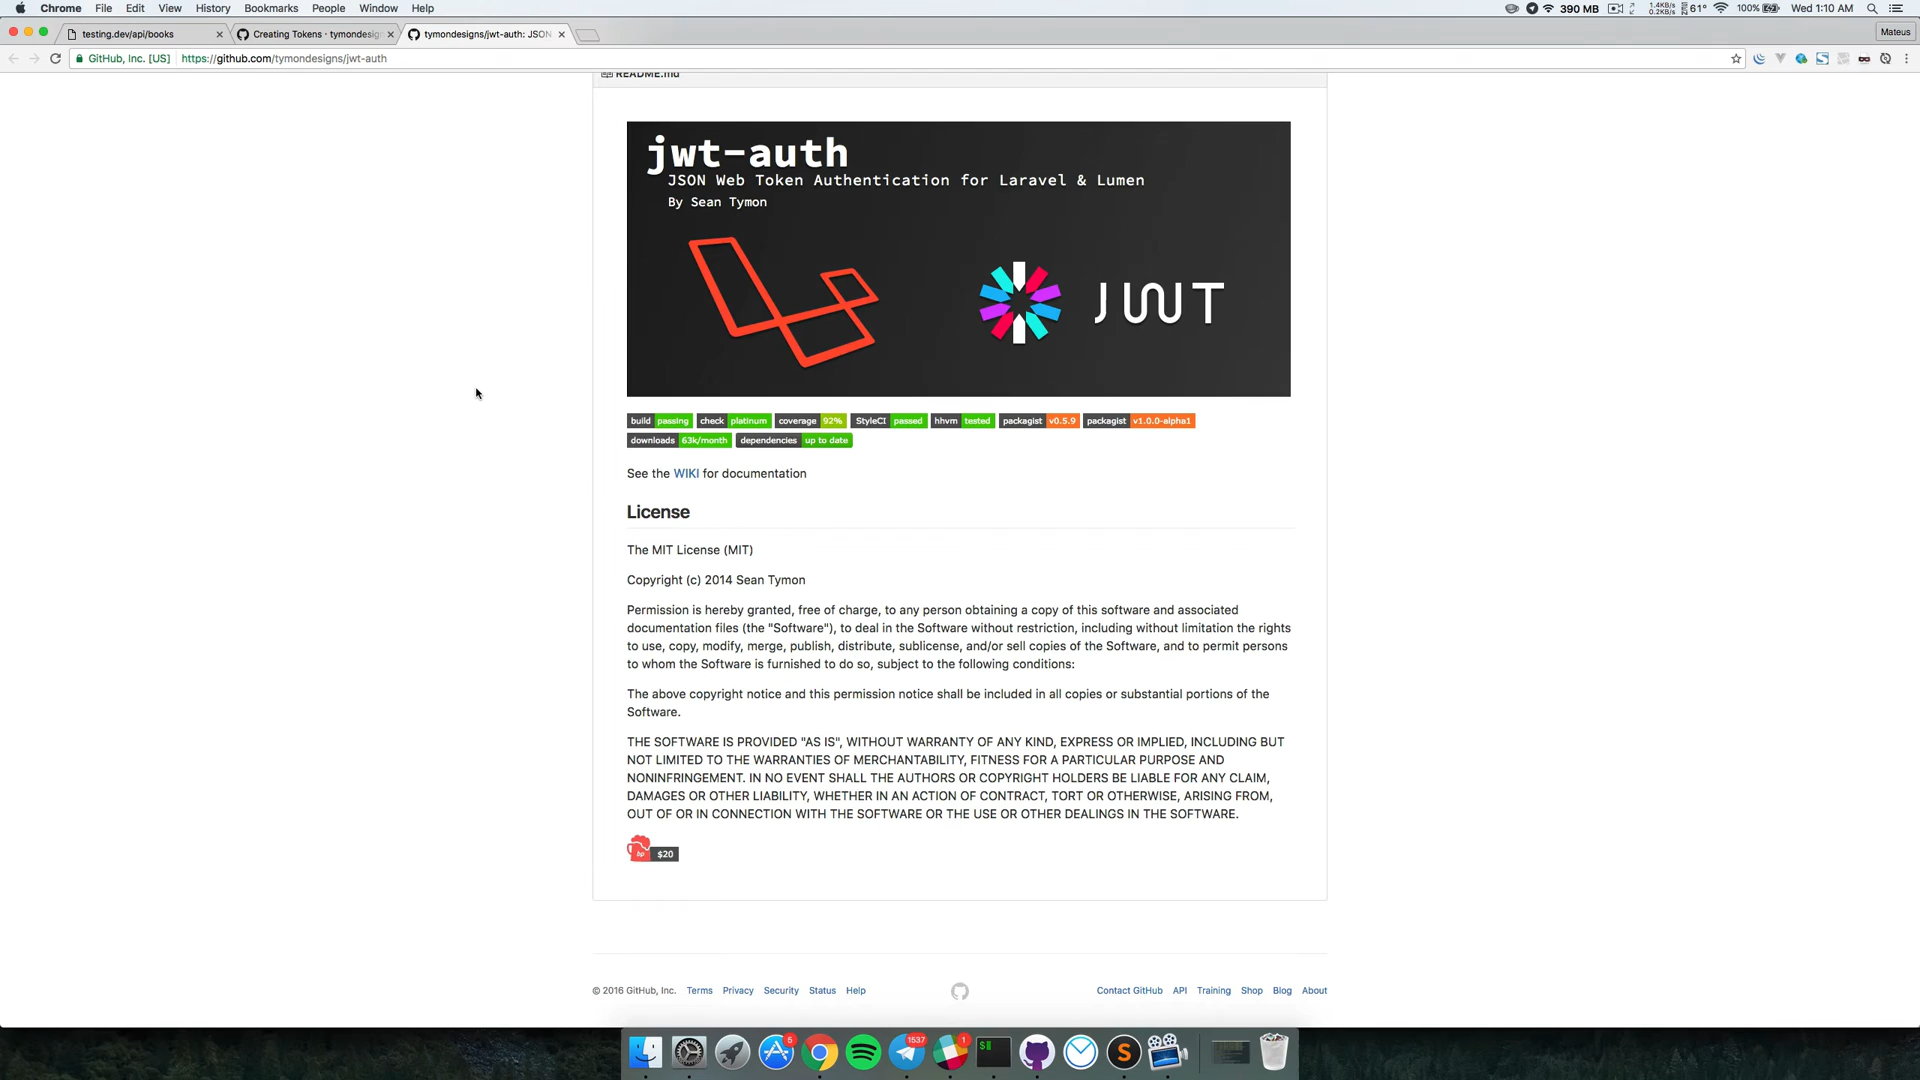 Chrome File Edit View History Bookmarks People Window Help
390 MB 1.4KB/s 0.2KB/s 61° 100% Wed 1:10 AM
testing.dev/api/books
Creating Tokens · tymondesig
tymondesigns/jwt-auth: JSON
Mateus
GitHub, Inc. [US] https://github.com/tymondesigns/jwt-auth
README.md
jwt-auth
JSON Web Token Authentication for Laravel & Lumen
By Sean Tymon
JWT
build passing check platinum coverage 92% StyleCI passed hhvm tested packagist v0.5.9 packagist v1.0.0-alpha1
downloads 63k/month dependencies up to date
See the WIKI for documentation
License
The MIT License (MIT)
Copyright (c) 2014 Sean Tymon
Permission is hereby granted, free of charge, to any person obtaining a copy of this software and associated
documentation files (the "Software"), to deal in the Software without restriction, including without limitation the rights
to use, copy, modify, merge, publish, distribute, sublicense, and/or sell copies of the Software, and to permit persons
to whom the Software is furnished to do so, subject to the following conditions:
The above copyright notice and this permission notice shall be included in all copies or substantial portions of the
Software.
THE SOFTWARE IS PROVIDED "AS IS", WITHOUT WARRANTY OF ANY KIND, EXPRESS OR IMPLIED, INCLUDING BUT
NOT LIMITED TO THE WARRANTIES OF MERCHANTABILITY, FITNESS FOR A PARTICULAR PURPOSE AND
NONINFRINGEMENT. IN NO EVENT SHALL THE AUTHORS OR COPYRIGHT HOLDERS BE LIABLE FOR ANY CLAIM,
DAMAGES OR OTHER LIABILITY, WHETHER IN AN ACTION OF CONTRACT, TORT OR OTHERWISE, ARISING FROM,
OUT OF OR IN CONNECTION WITH THE SOFTWARE OR THE USE OR OTHER DEALINGS IN THE SOFTWARE.
bp $20
© 2016 GitHub, Inc. Terms Privacy Security Status Help
Contact GitHub API Training Shop Blog About
5 1537 1 $